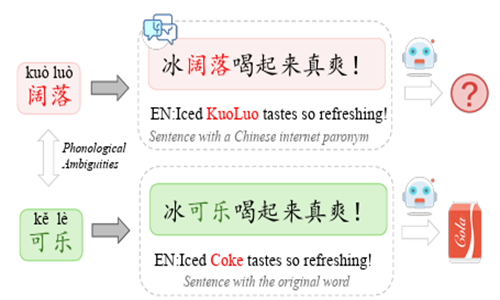 kuò luò
阔落
冰阔落喝起来真爽！
EN:Iced KuoLuo tastes so refreshing!
Sentence with a Chinese internet paronym
?
Phonological
Ambiguities
kě lè
可乐
冰可乐喝起来真爽！
EN:Iced Coke tastes so refreshing!
Sentence with the original word
Cola